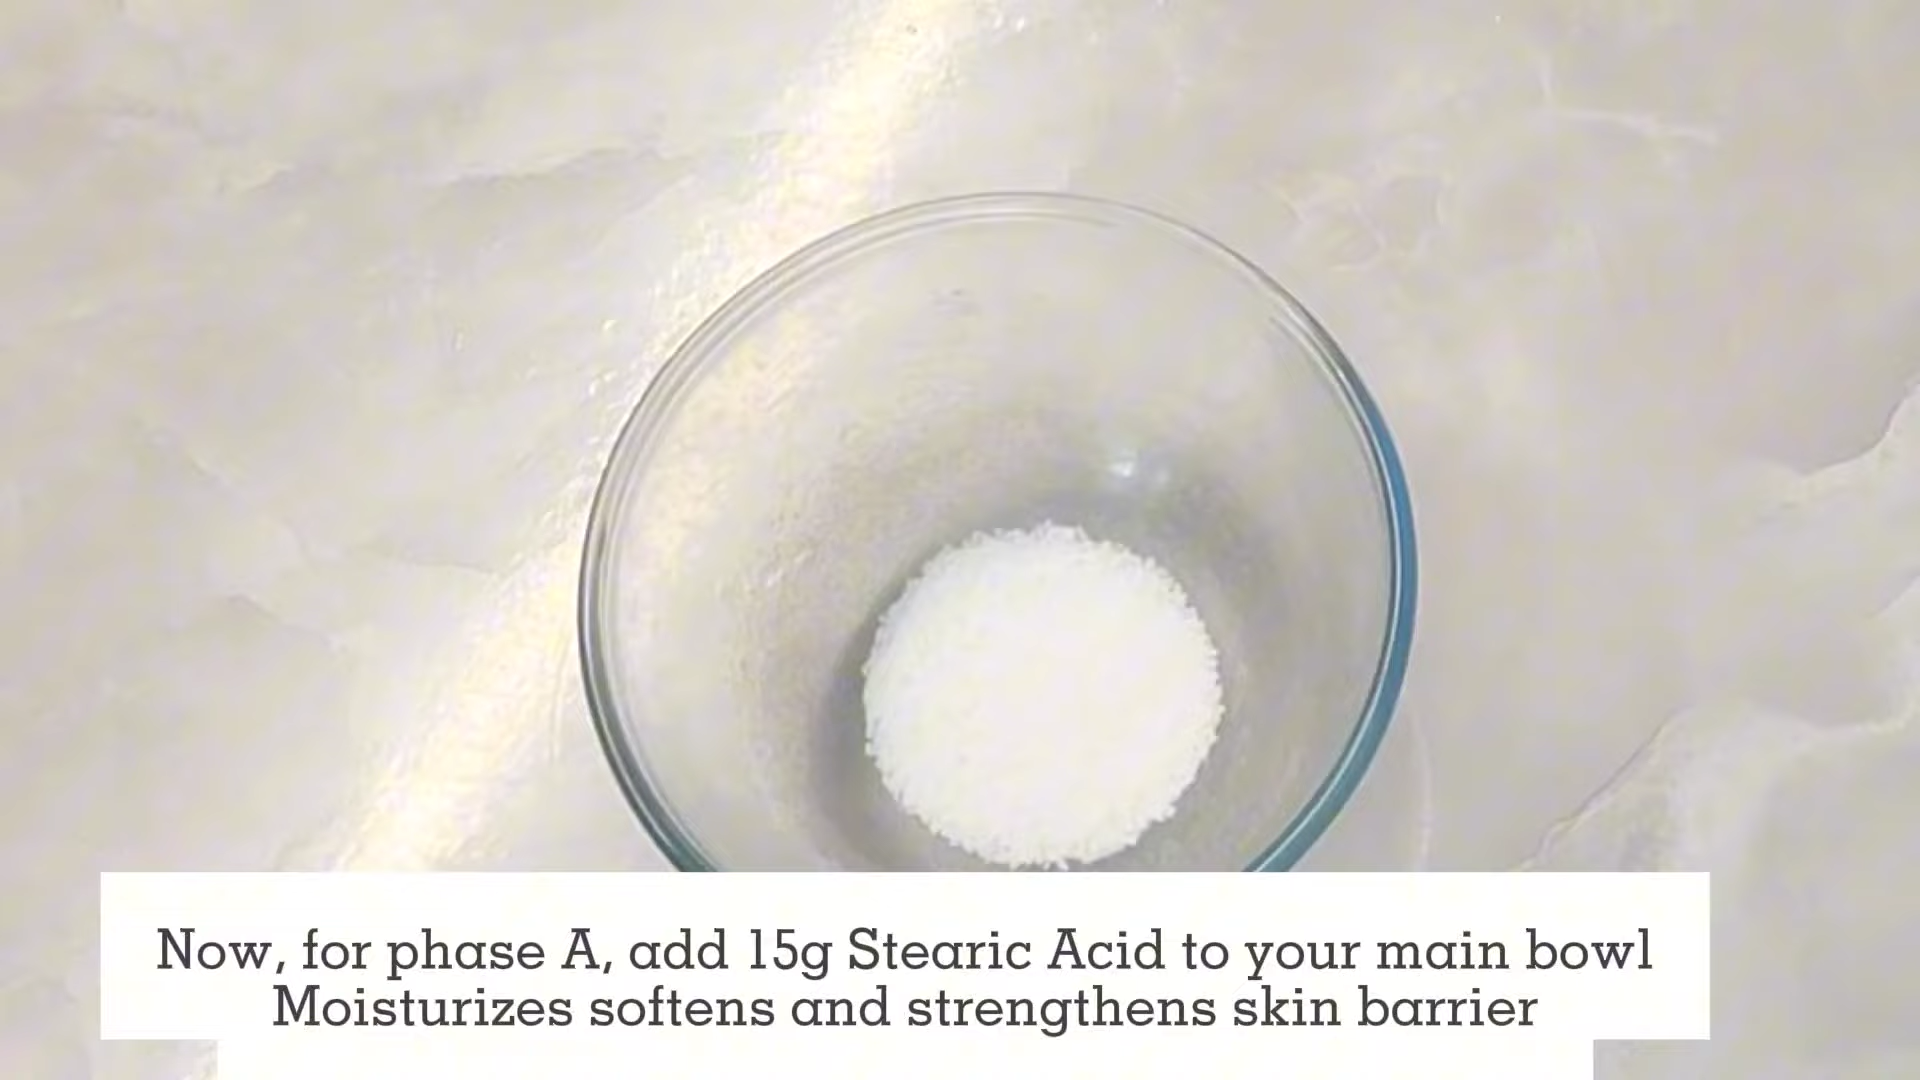 Now, for phase A, add 15g Stearic Acid to your main bowl
Moisturizes softens and strengthens skin barrier